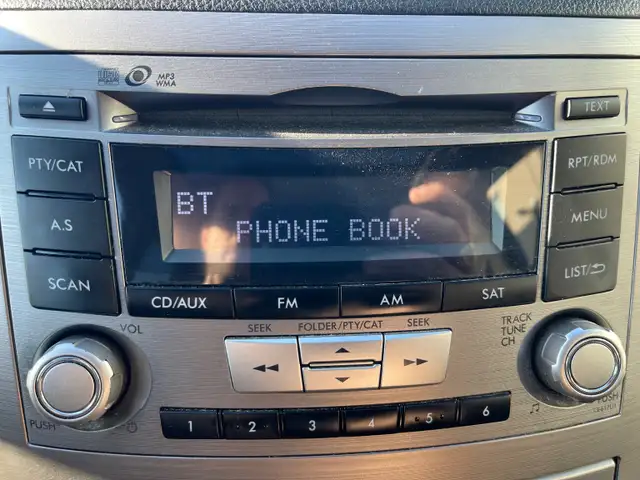 MP3
WMA
TEXT
PTY/CAT
RPT/RDM
BT
A.S
PHONE BOOK
MENU
SCAN
LIST/
CD/AUX FM AM SAT
VOL
SEEK FOLDER/PTY/CAT SEEK
TRACK
TUNE
CH
PUSH
PUSH
1 2 3 4 5 6